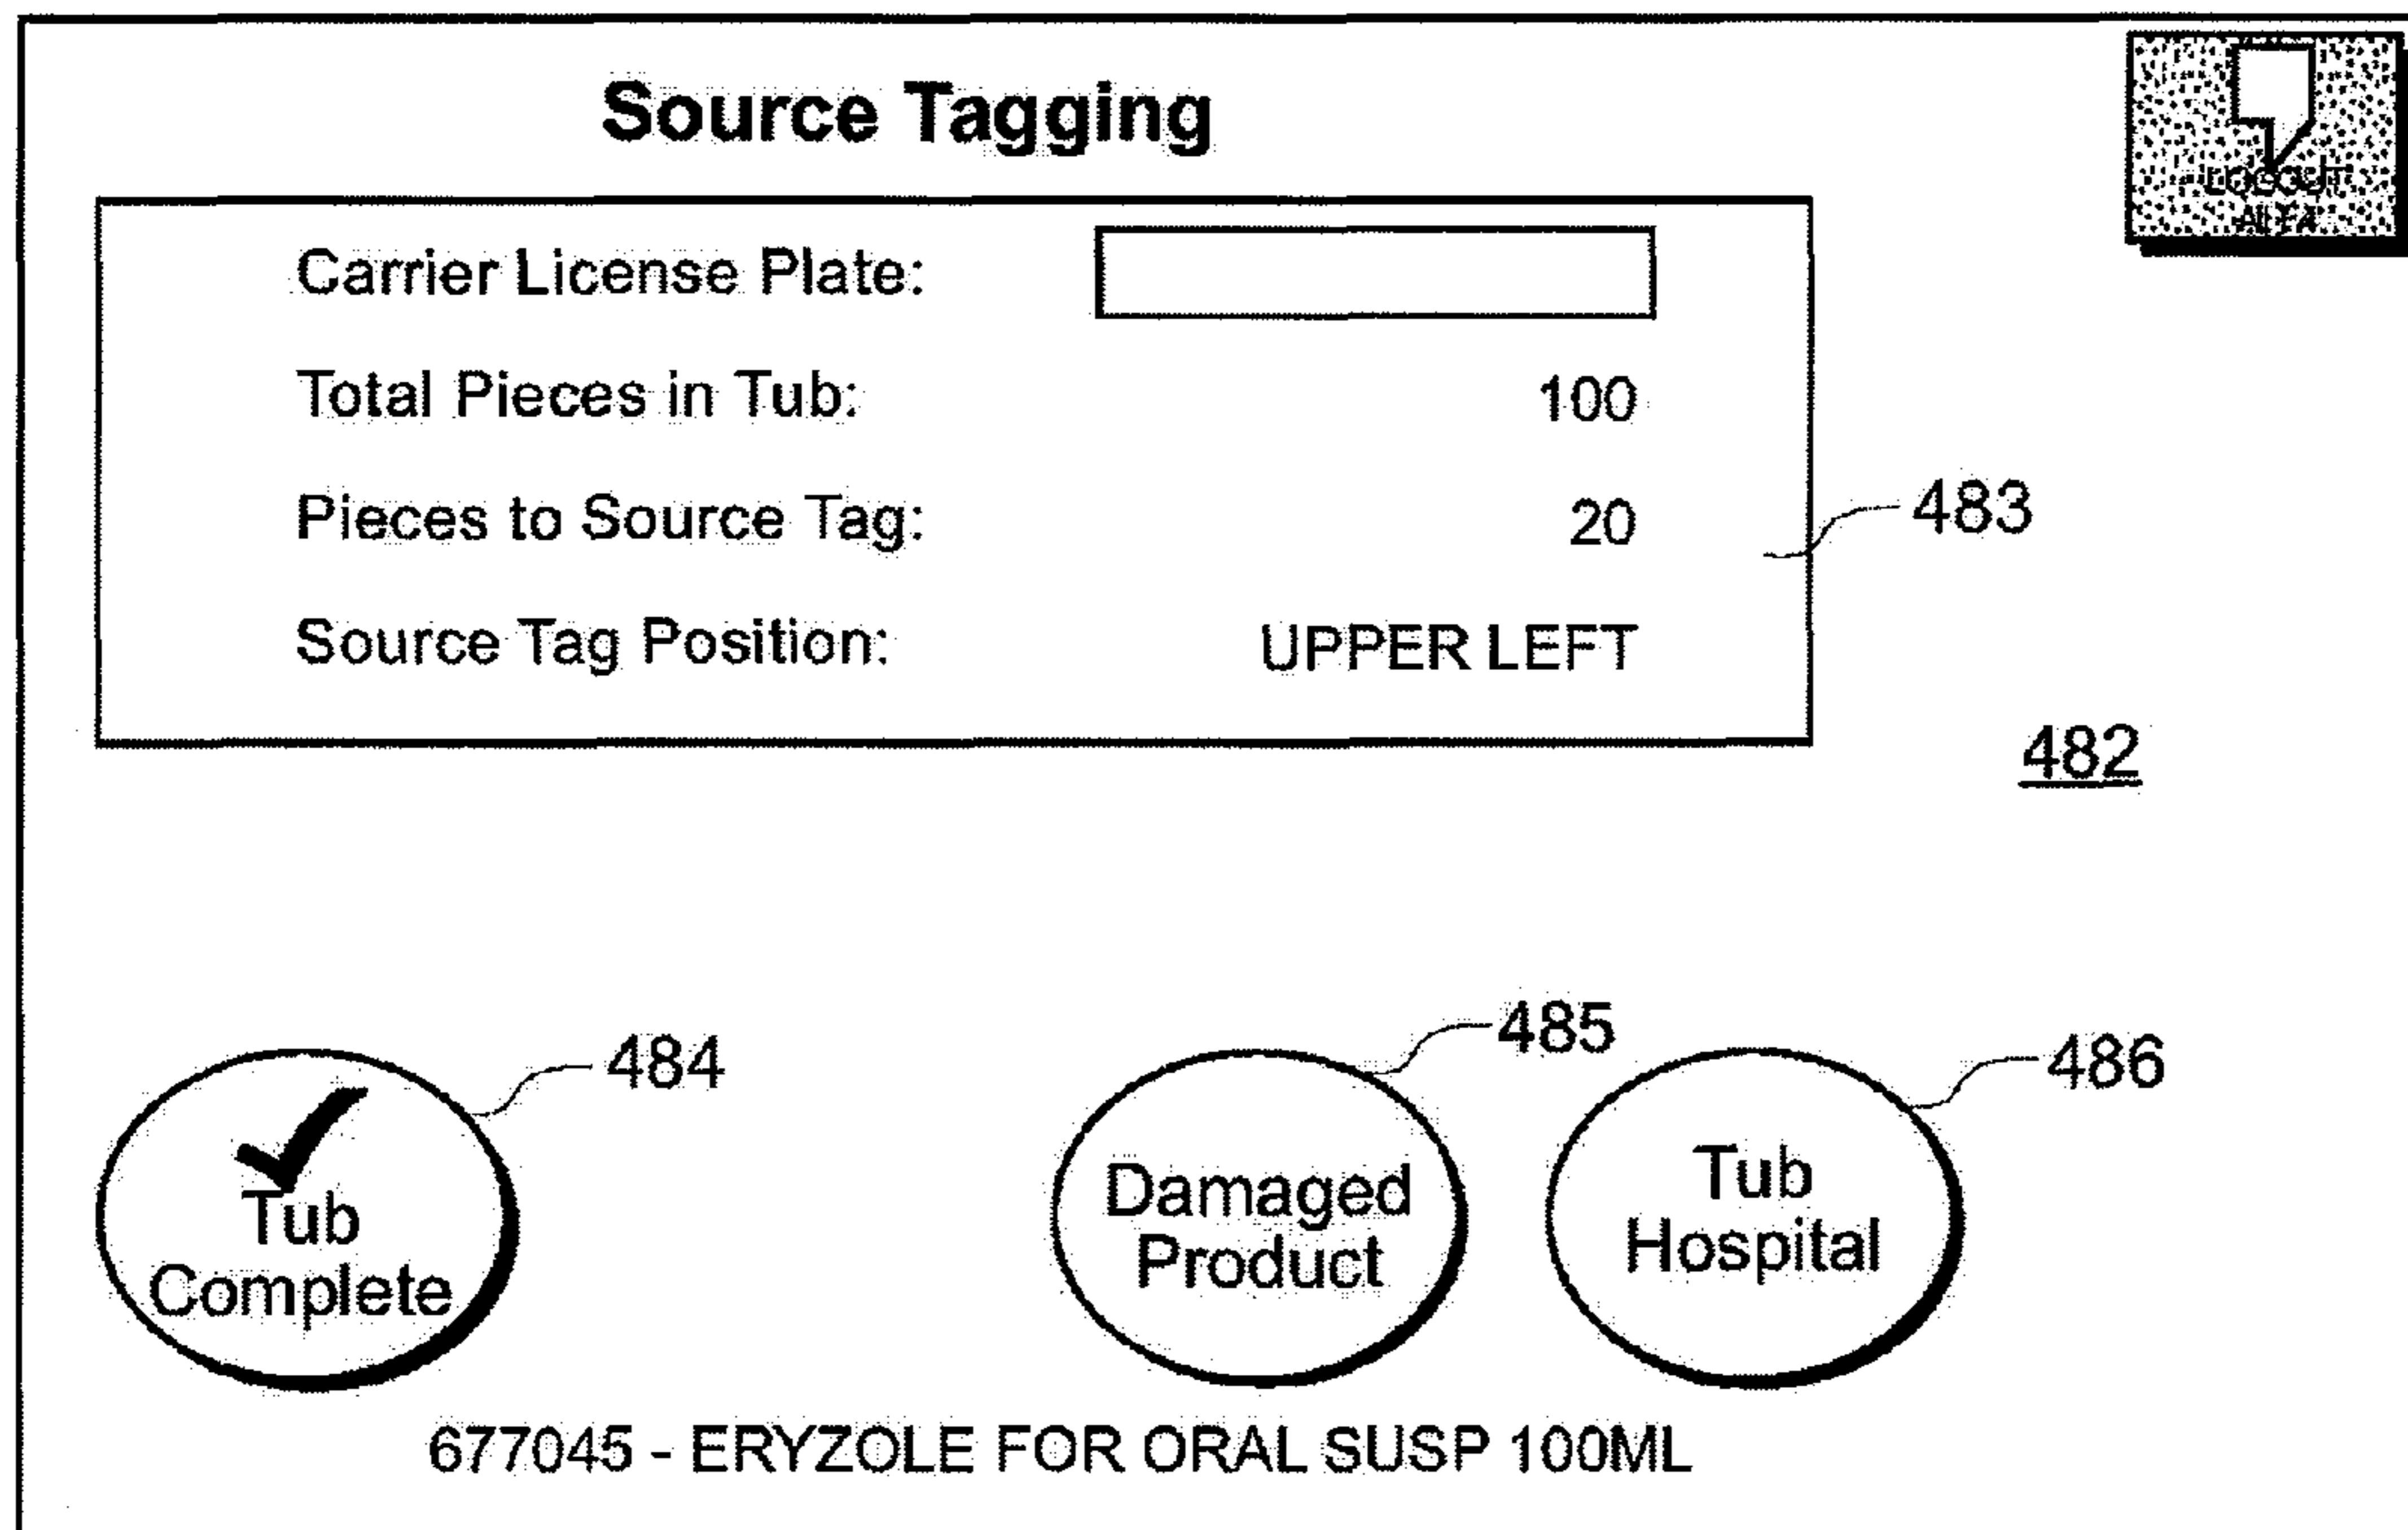 Source Tagging
LOGOUT
Carrier License Plate:
Total Pieces in Tub: 100
Pieces to Source Tag: 20
483
Source Tag Position: UPPER LEFT
482
484
485
486
Tub
Complete
Damaged
Product
Tub
Hospital
677045 - ERYZOLE FOR ORAL SUSP 100ML